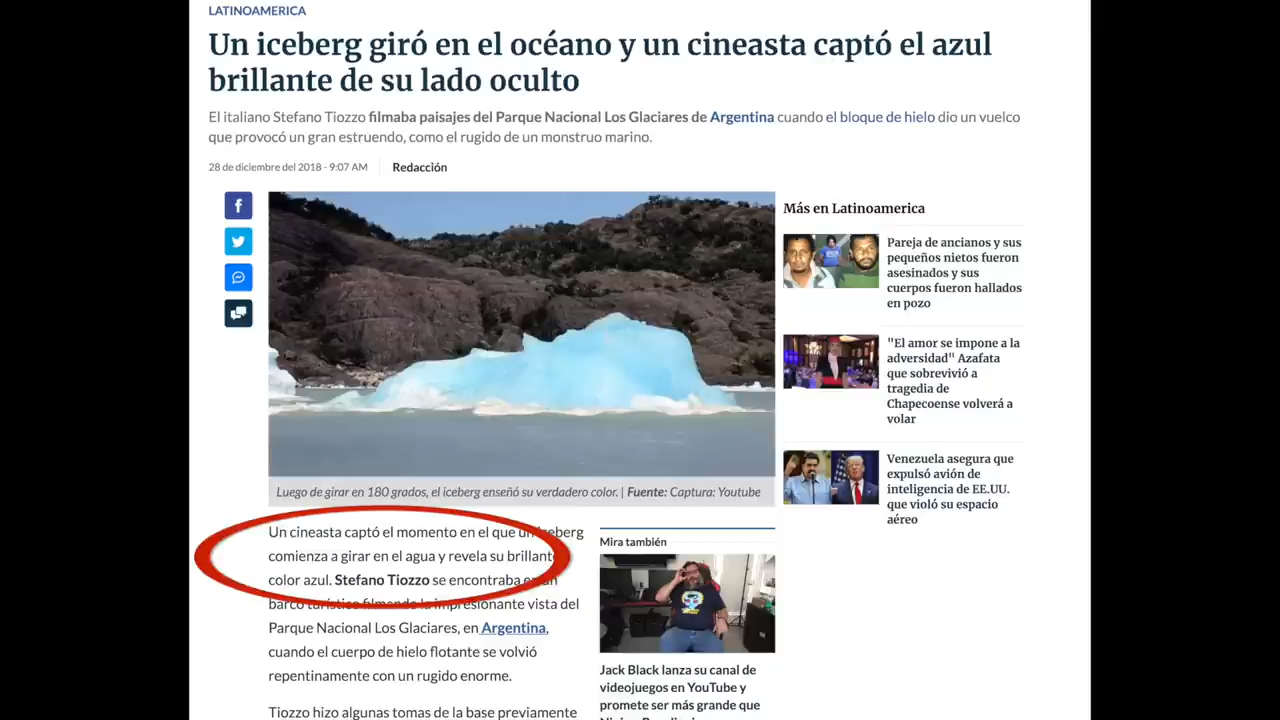 LATINOAMERICA
Un iceberg giró en el océano y un cineasta captó el azul
brillante de su lado oculto
El italiano Stefano Tiozzo filmaba paisajes del Parque Nacional Los Glaciares de Argentina cuando el bloque de hielo dio un vuelco
que provocó un gran estruendo, como el rugido de un monstruo marino.
28 de diciembre del 2018 - 9:07 AM
Redacción
Luego de girar en 180 grados, el iceberg enseñó su verdadero color. | Fuente: Captura: Youtube
Un cineasta captó el momento en el que un iceberg
comienza a girar en el agua y revela su brillante
color azul. Stefano Tiozzo se encontraba en un
barco turístico filmando la impresionante vista del
Parque Nacional Los Glaciares, en Argentina,
cuando el cuerpo de hielo flotante se volvió
repentinamente con un rugido enorme.
Tiozzo hizo algunas tomas de la base previamente
Mira también
Jack Black lanza su canal de
videojuegos en YouTube y
promete ser más grande que
Más en Latinoamerica
Pareja de ancianos y sus
pequeños nietos fueron
asesinados y sus
cuerpos fueron hallados
en pozo
"El amor se impone a la
adversidad" Azafata
que sobrevivió a
tragedia de
Chapecoense volverá a
volar
Venezuela asegura que
expulsó avión de
inteligencia de EE.UU.
que violó su espacio
aéreo